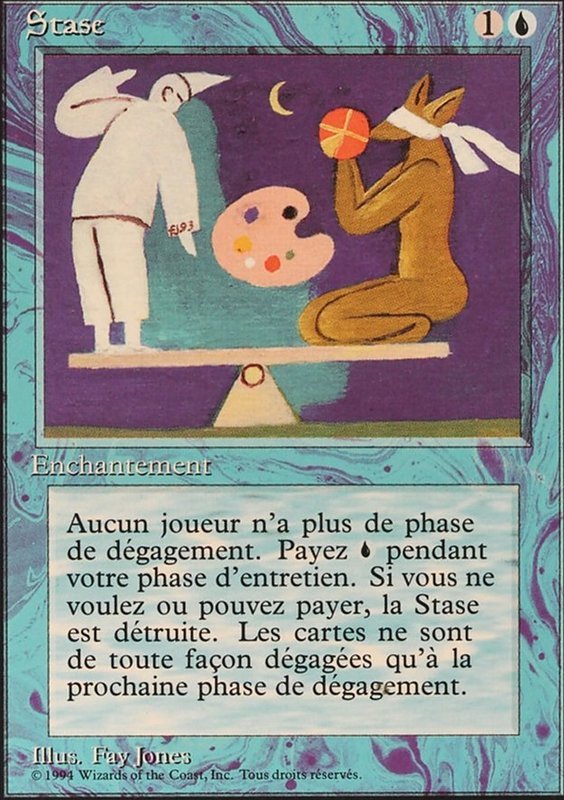 Stase
1
FJ93
Enchantement
Aucun joueur n'a plus de phase
de dégagement. Payez pendant
votre phase d'entretien. Si vous ne
voulez ou pouvez payer, la Stase
est détruite. Les cartes ne sont
de toute façon dégagées qu'à la
prochaine phase de dégagement.
Illus. Fay Jones
© 1994 Wizards of the Coast, Inc. Tous droits réservés.